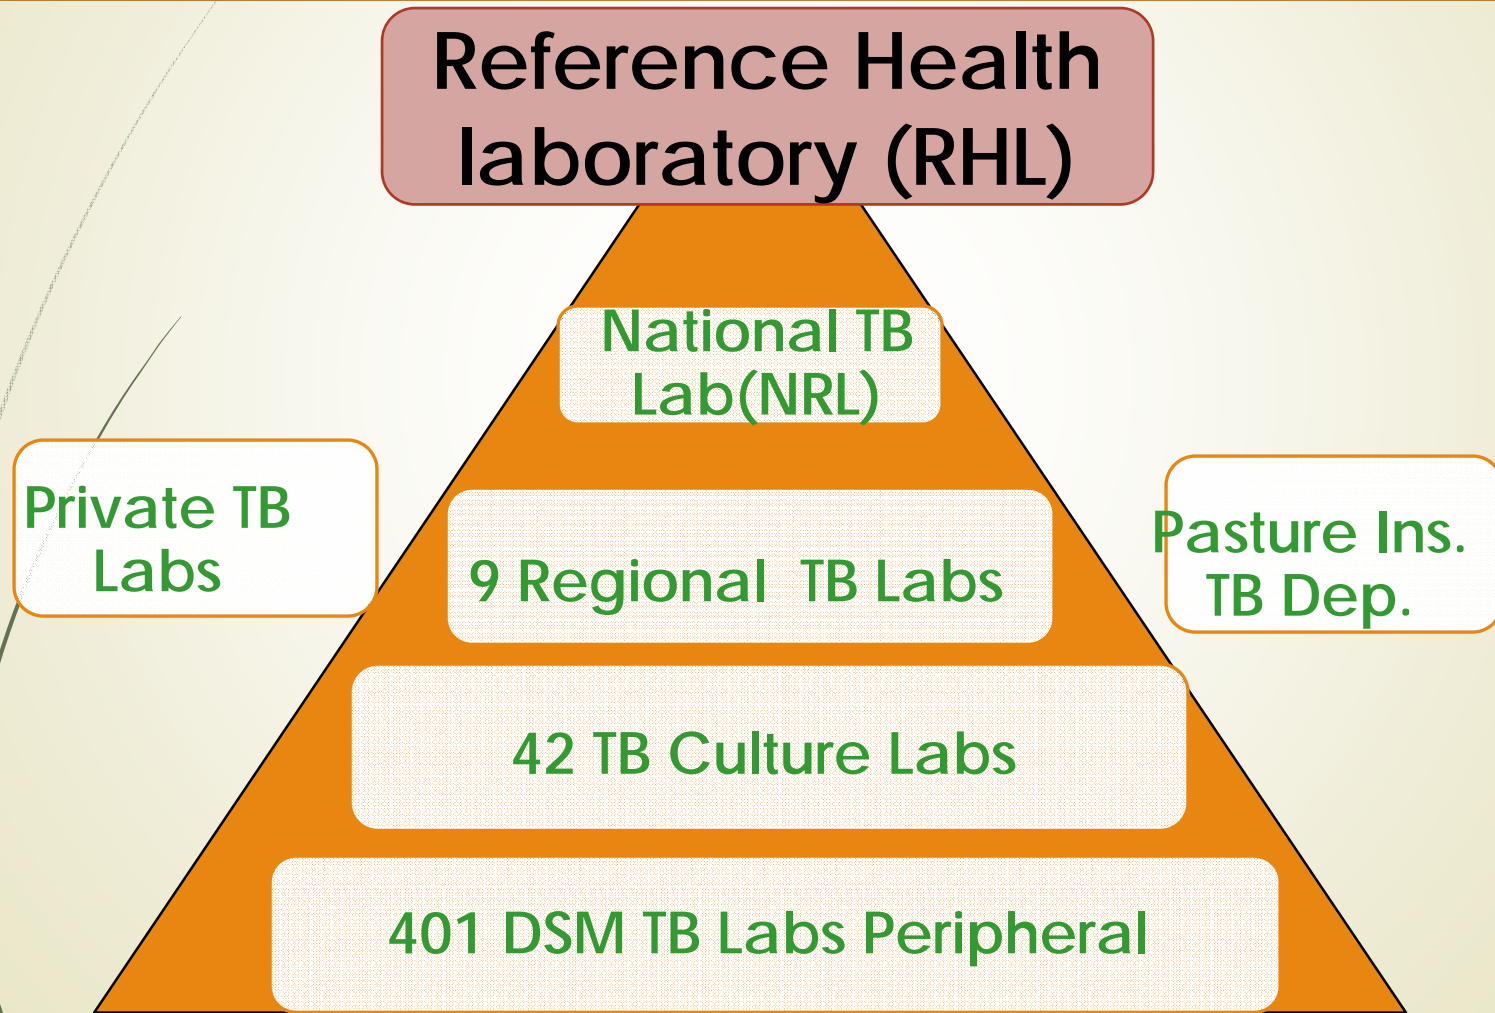 Reference Health
laboratory (RHL)
National TB
Lab(NRL)
Private TB
Labs
Pasture Ins.
TB Dep.
9 Regional TB Labs
42 TB Culture Labs
401 DSM TB Labs Peripheral